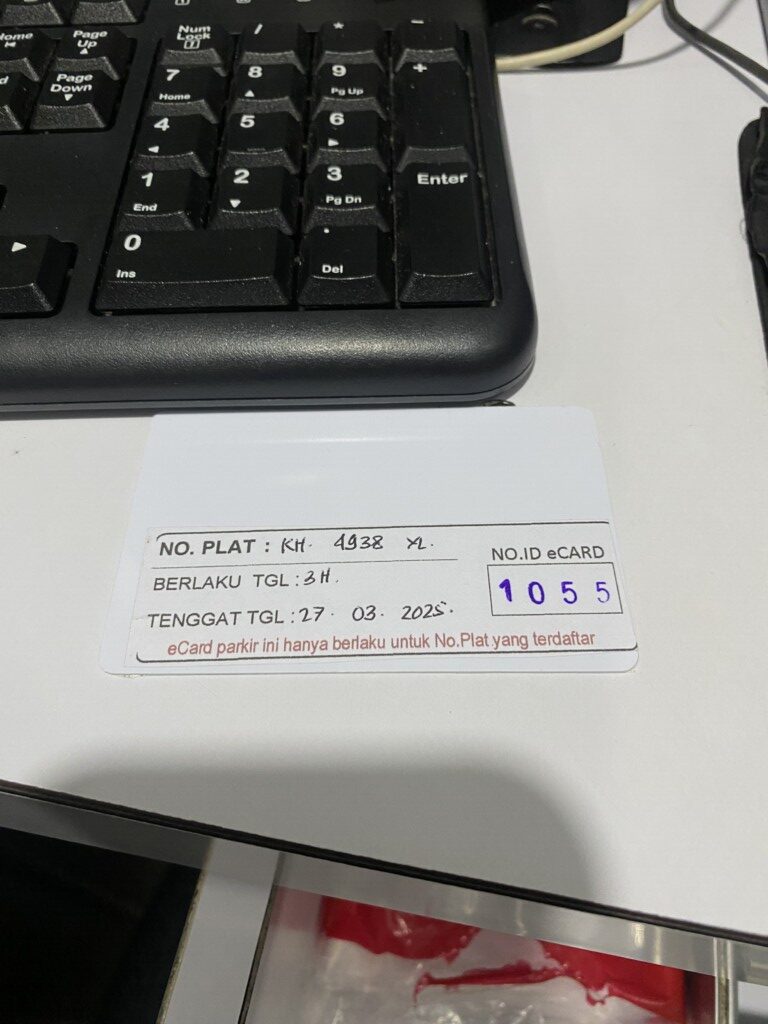 Home
Page Up
Num Lock
/
*
-
Page Down
7 Home
8
9 Pg Up
+
4
5
6
1 End
2
3 Pg Dn
Enter
0 Ins
. Del
NO. PLAT : KH. 4938 YL.
NO.ID eCARD
BERLAKU TGL : 3H.
1055
TENGGAT TGL : 27. 03. 2025.
eCard parkir ini hanya berlaku untuk No.Plat yang terdaftar